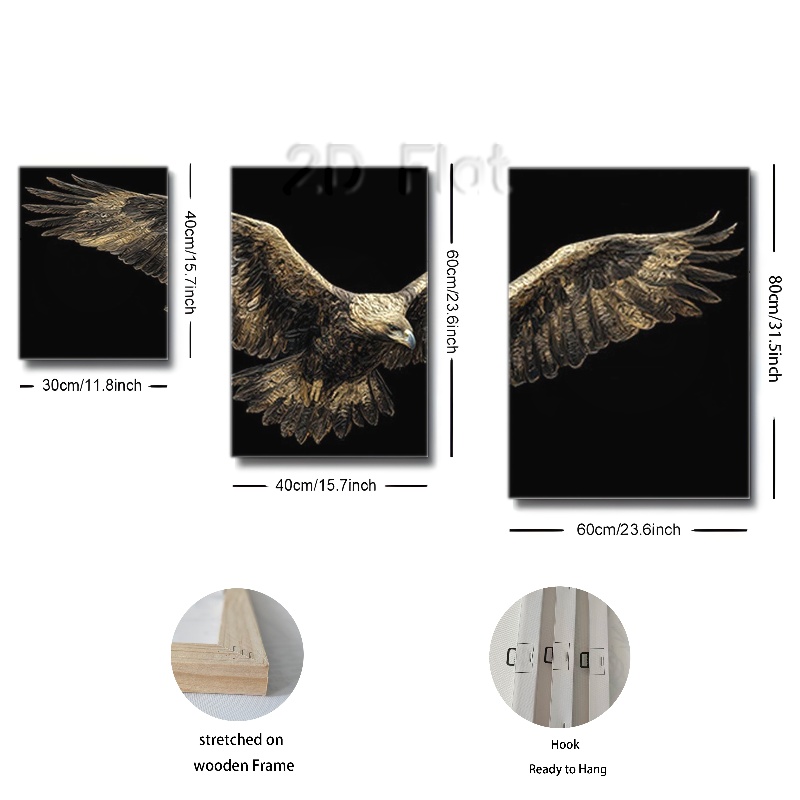 2D Flat
40cm/15.7inch
60cm/23.6inch
80cm/31.5inch
30cm/11.8inch
40cm/15.7inch
60cm/23.6inch
stretched on
wooden Frame
Hook
Ready to Hang